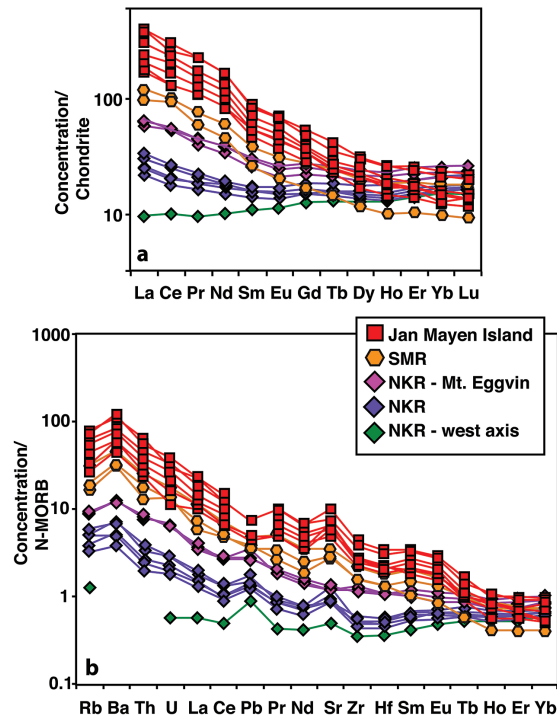 Concentration/
Chondrite
100
10
a
La Ce Pr Nd Sm Eu Gd Tb Dy Ho Er Yb Lu
Concentration/
N-MORB
1000
100
10
1
0.1
Jan Mayen Island
SMR
NKR - Mt. Eggvin
NKR
NKR - west axis
b
Rb Ba Th U La Ce Pb Pr Nd Sr Zr Hf Sm Eu Tb Ho Er Yb